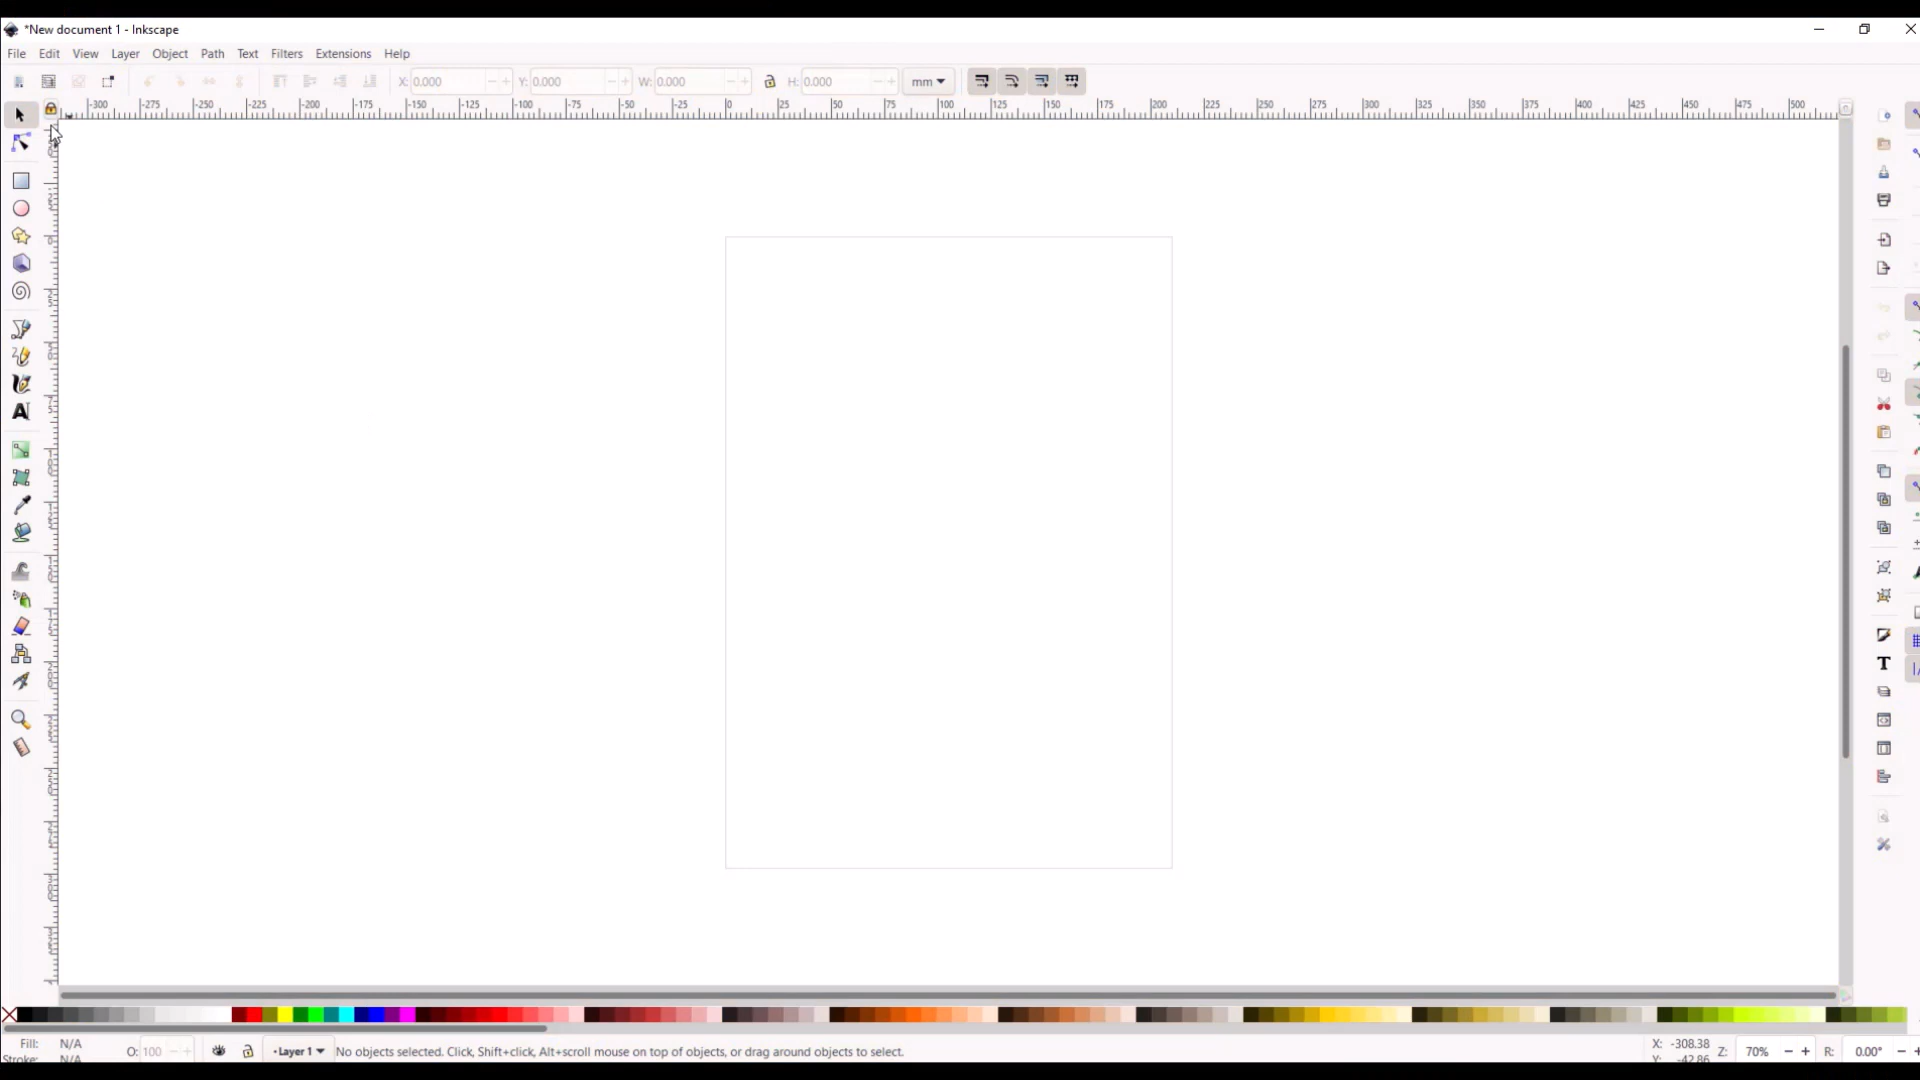 *New document 1 - Inkscape
File Edit View Layer Object Path Text Filters Extensions Help
X: 0.000 Y: 0.000 W: 0.000 H: 0.000 mm
-300 -275 -250 -225 -200 -175 -150 -125 -100 -75 -50 -25 0 25 50 75 100 125 150 175 200 225 250 275 300 325 350 375 400 425 450 475 500
Fill: N/A
Stroke: N/A
O: 100
Layer 1
No objects selected. Click, Shift+click, Alt+scroll mouse on top of objects, or drag around objects to select.
X: -308.38
Y: -42.86
Z: 70%
R: 0.00°